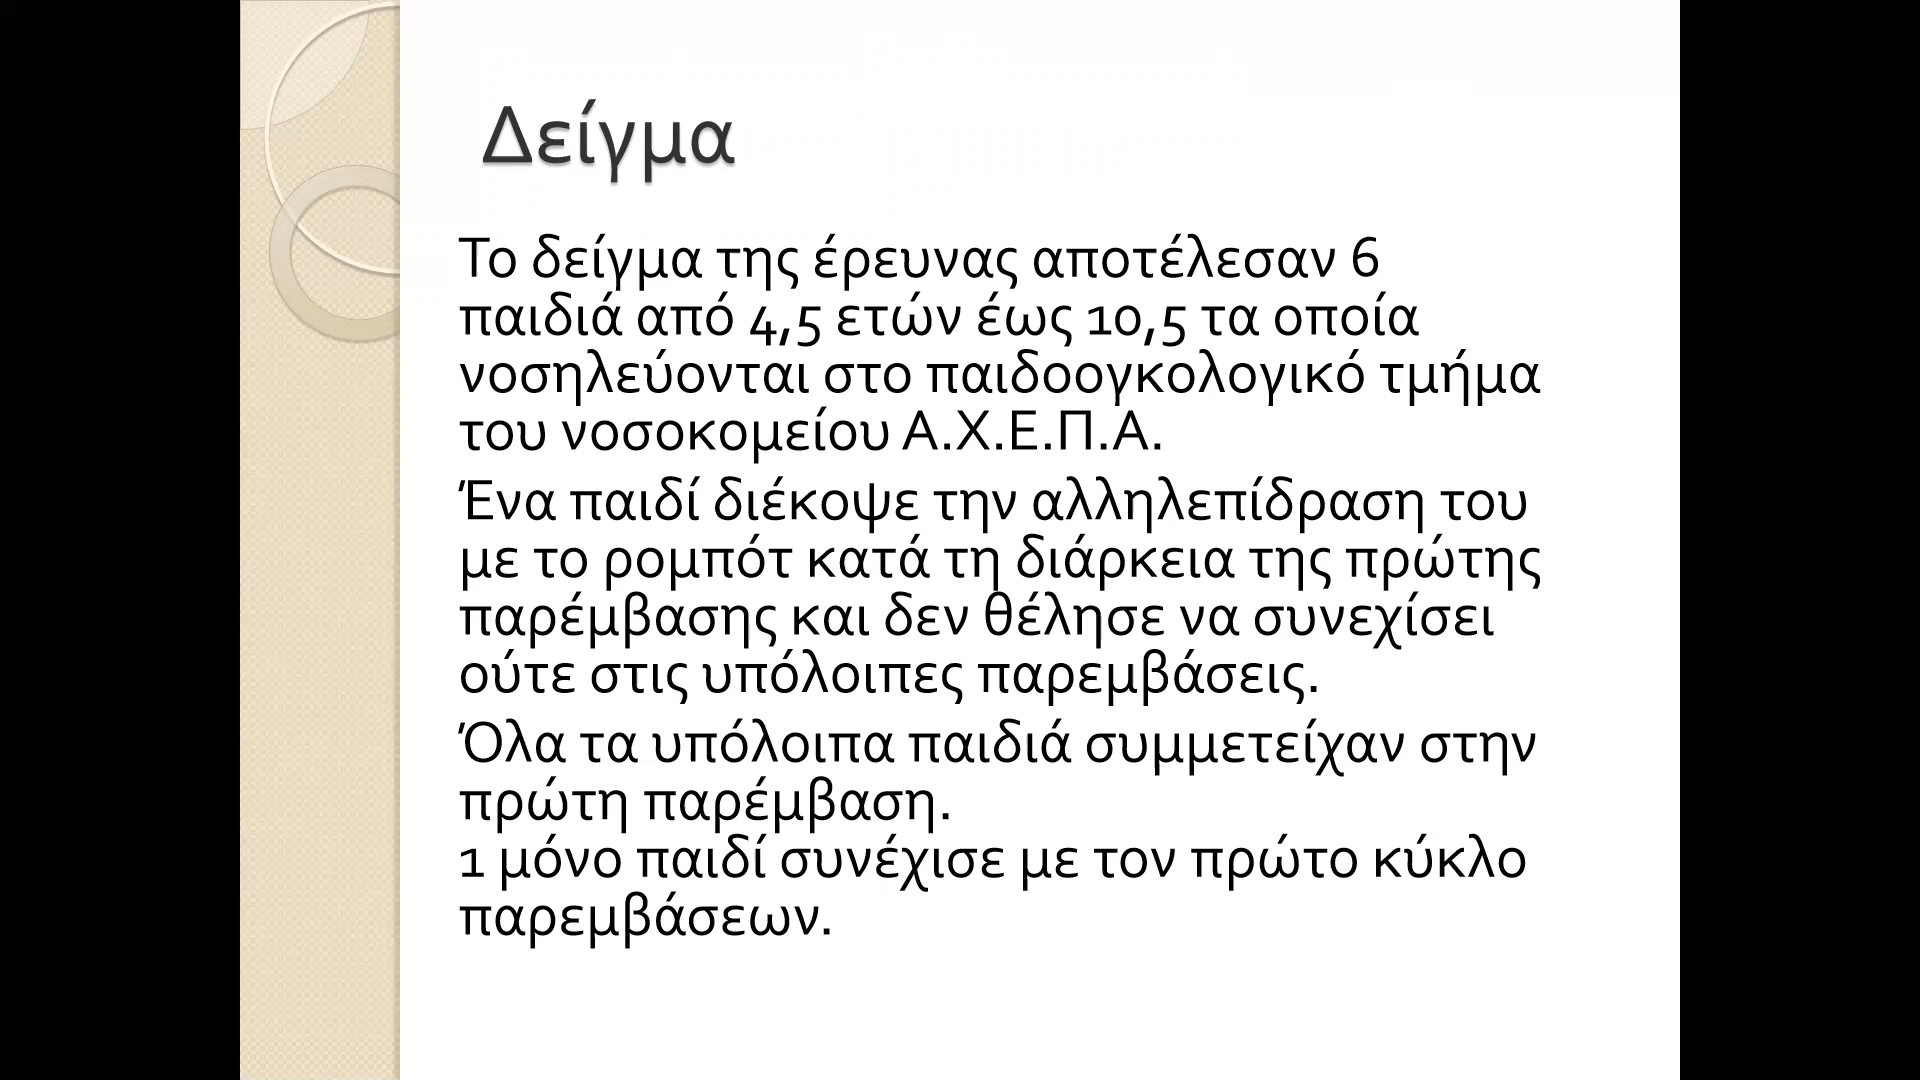 Δείγμα
Το δείγμα της έρευνας αποτέλεσαν 6
παιδιά από 4,5 ετών έως 10,5 τα οποία
νοσηλεύονται στο παιδοογκολογικό τμήμα
του νοσοκομείου Α.Χ.Ε.Π.Α.
Ένα παιδί διέκοψε την αλληλεπίδραση του
με το ρομπότ κατά τη διάρκεια της πρώτης
παρέμβασης και δεν θέλησε να συνεχίσει
ούτε στις υπόλοιπες παρεμβάσεις.
Όλα τα υπόλοιπα παιδιά συμμετείχαν στην
πρώτη παρέμβαση.
1 μόνο παιδί συνέχισε με τον πρώτο κύκλο
παρεμβάσεων.